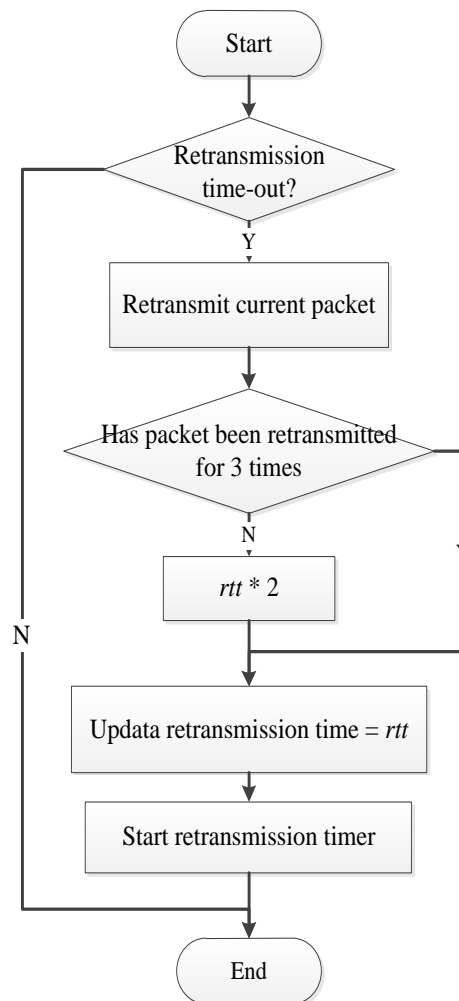 Start
Retransmission
time-out?
Y
Retransmit current packet
Has packet been retransmitted
for 3 times
N
rtt * 2
N
Updata retransmission time = rtt
Start retransmission timer
End